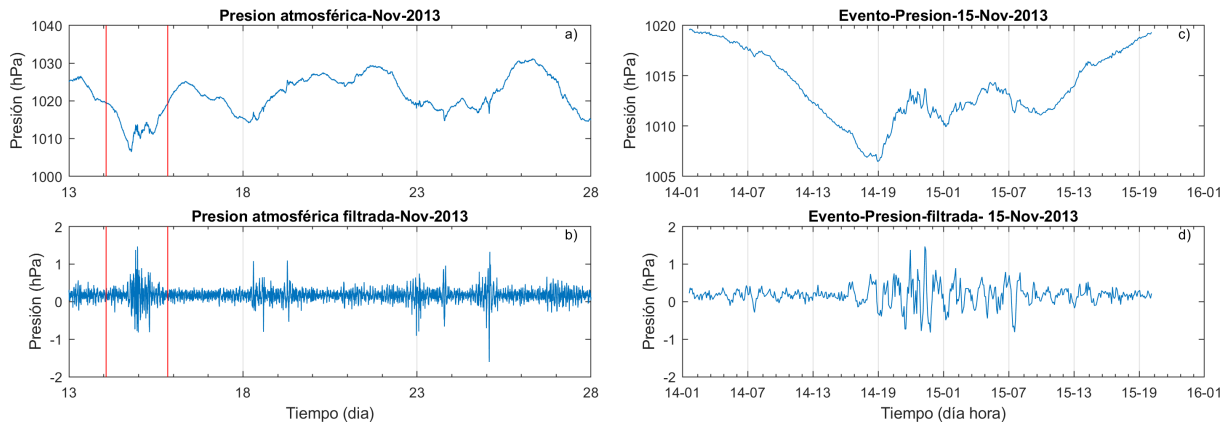 Presion atmosférica-Nov-2013
a)
Presión (hPa)
1040
1030
1020
1010
1000
13 18 23 28
Evento-Presion-15-Nov-2013
c)
Presión (hPa)
1020
1015
1010
1005
14-01 14-07 14-13 14-19 15-01 15-07 15-13 15-19 16-01
Presion atmosférica filtrada-Nov-2013
b)
Presión (hPa)
2
1
0
-1
-2
13 18 23 28
Tiempo (dia)
Evento-Presion-filtrada- 15-Nov-2013
d)
Presión (hPa)
2
1
0
-1
-2
14-01 14-07 14-13 14-19 15-01 15-07 15-13 15-19 16-01
Tiempo (día hora)